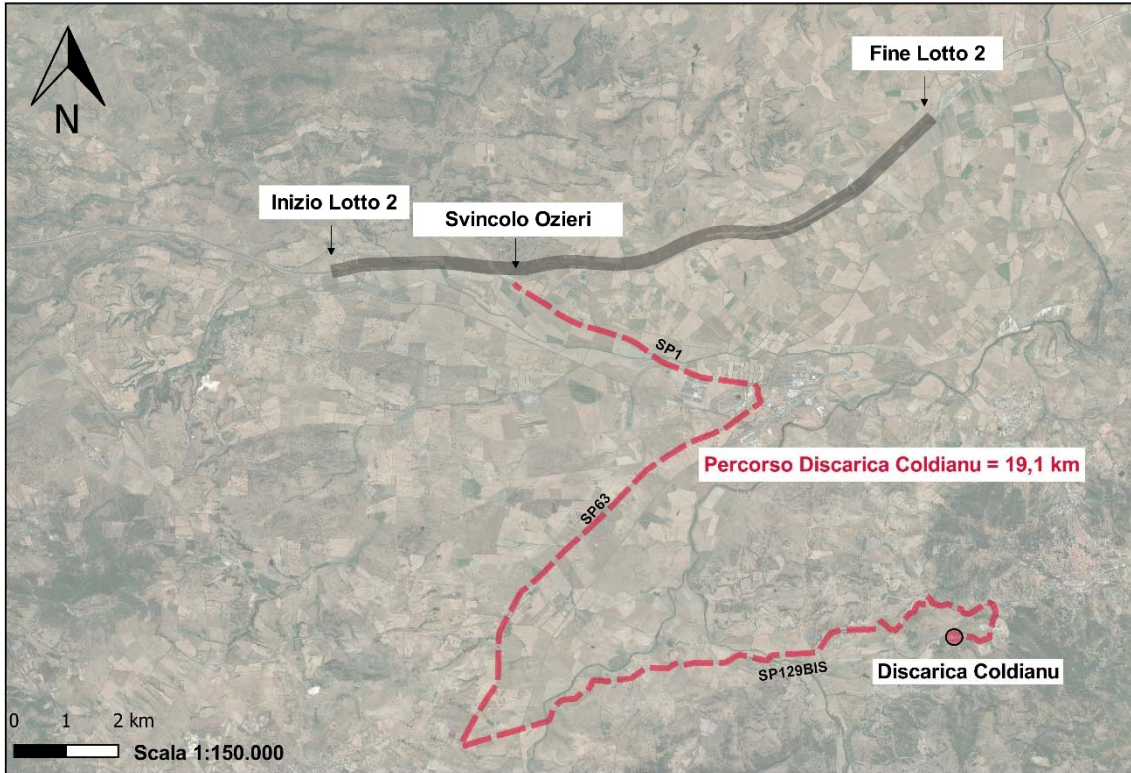 Fine Lotto 2
N
Inizio Lotto 2
Svincolo Ozieri
SP1
Percorso Discarica Coldianu = 19,1 km
SP63
SP129BIS
Discarica Coldianu
0 1 2 km
Scala 1:150.000